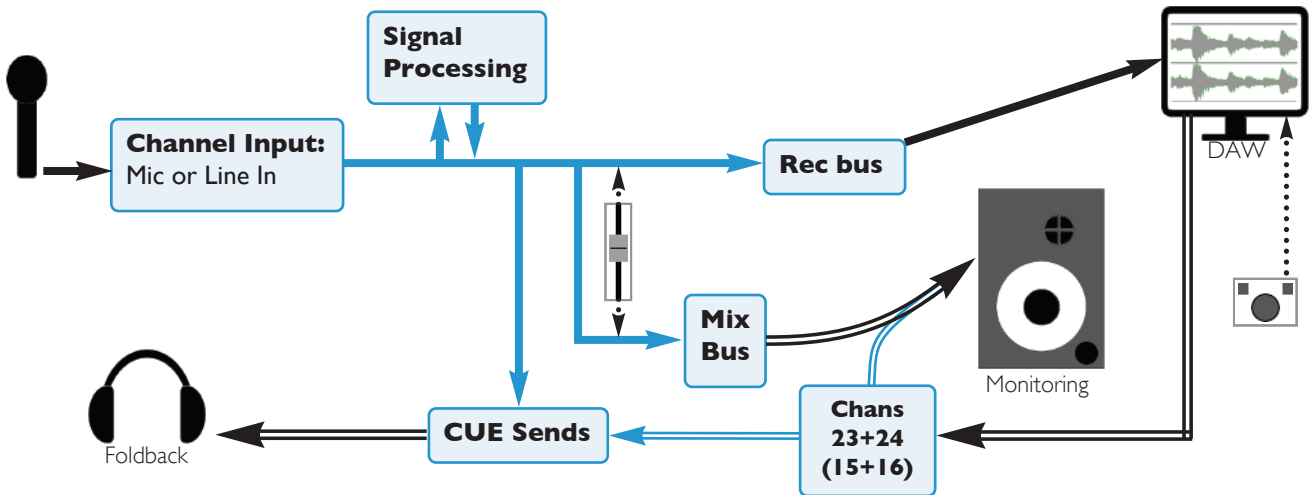 Signal
Processing
Channel Input:
Mic or Line In
Rec bus
DAW
Mix
Bus
Monitoring
Chans
23+24
(15+16)
CUE Sends
Foldback